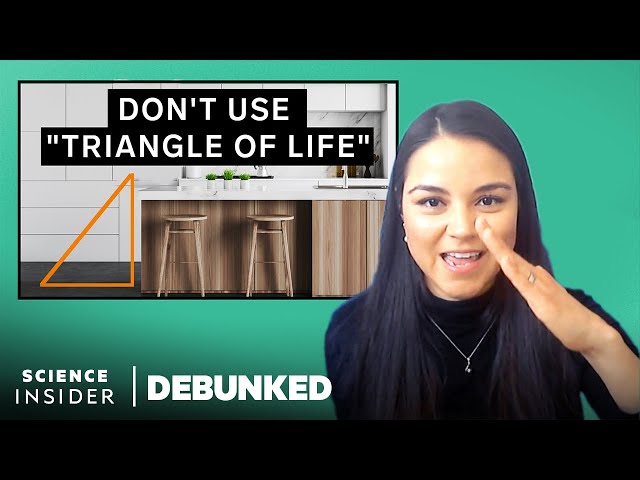 DON'T USE
"TRIANGLE OF LIFE"
SCIENCE
INSIDER
DEBUNKED